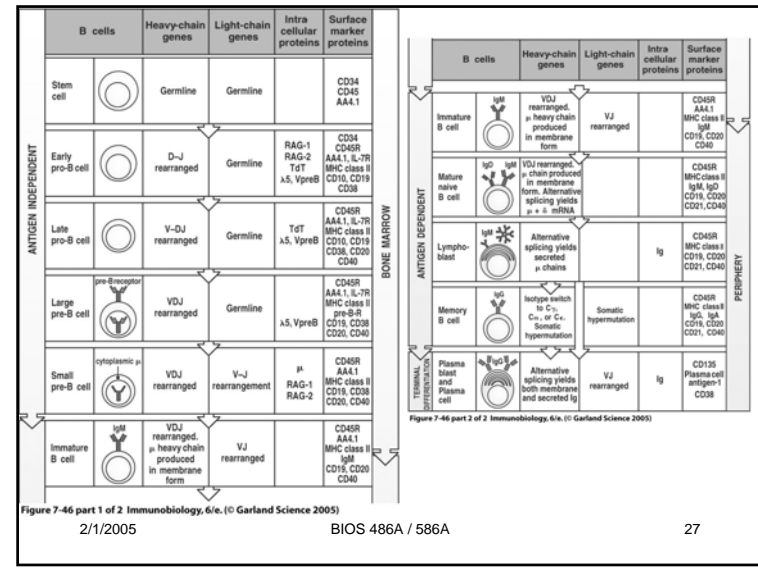 B cells
Heavy-chain
genes
Light-chain
genes
Intra
cellular
proteins
Surface
marker
proteins
ANTIGEN INDEPENDENT
BONE MARROW
Stem
cell
Germline
Germline
CD34
CD45
AA4.1
Early
pro-B cell
D–J
rearranged
Germline
RAG-1
RAG-2
TdT
λ5, VpreB
CD34
CD45R
AA4.1, IL-7R
MHC class II
CD10, CD19
CD38
Late
pro-B cell
V–DJ
rearranged
Germline
TdT
λ5, VpreB
CD45R
AA4.1, IL-7R
MHC class II
CD10, CD19
CD38, CD20
CD40
Large
pre-B cell
pre-B receptor
VDJ
rearranged
Germline
λ5, VpreB
CD45R
AA4.1, IL-7R
MHC class II
pre-B-R
CD19, CD38
CD20, CD40
Small
pre-B cell
cytoplasmic μ
VDJ
rearranged
V–J
rearrangement
μ
RAG-1
RAG-2
CD45R
AA4.1
MHC class II
CD19, CD38
CD20, CD40
Immature
B cell
IgM
VDJ
rearranged.
μ heavy chain
produced
in membrane
form
VJ
rearranged
CD45R
AA4.1
MHC class II
IgM
CD19, CD20
CD40
Figure 7-46 part 1 of 2 Immunobiology, 6/e. (© Garland Science 2005)
B cells
Heavy-chain
genes
Light-chain
genes
Intra
cellular
proteins
Surface
marker
proteins
ANTIGEN DEPENDENT
TERMINAL
DIFFERENTIATION
PERIPHERY
Immature
B cell
IgM
VDJ
rearranged.
μ heavy chain
produced
in membrane
form
VJ
rearranged
CD45R
AA4.1
MHC class II
IgM
CD19, CD20
CD40
Mature
naive
B cell
IgD IgM
VDJ rearranged.
μ chain produced
in membrane
form. Alternative
splicing yields
μ + δ mRNA
CD45R
MHC class II
IgM, IgD
CD19, CD20
CD21, CD40
Lympho-
blast
IgM
Alternative
splicing yields
secreted
μ chains
Ig
CD45R
MHC class II
CD19, CD20
CD21, CD40
Memory
B cell
IgG
Isotype switch
to Cγ,
Cα, or Cε.
Somatic
hypermutation
Somatic
hypermutation
CD45R
MHC class II
IgG, IgA
CD19, CD20
CD21, CD40
Plasma
blast
and
Plasma
cell
IgG
Alternative
splicing yields
both membrane
and secreted Ig
VJ
rearranged
Ig
CD135
Plasma cell
antigen-1
CD38
Figure 7-46 part 2 of 2 Immunobiology, 6/e. (© Garland Science 2005)
2/1/2005
BIOS 486A / 586A
27